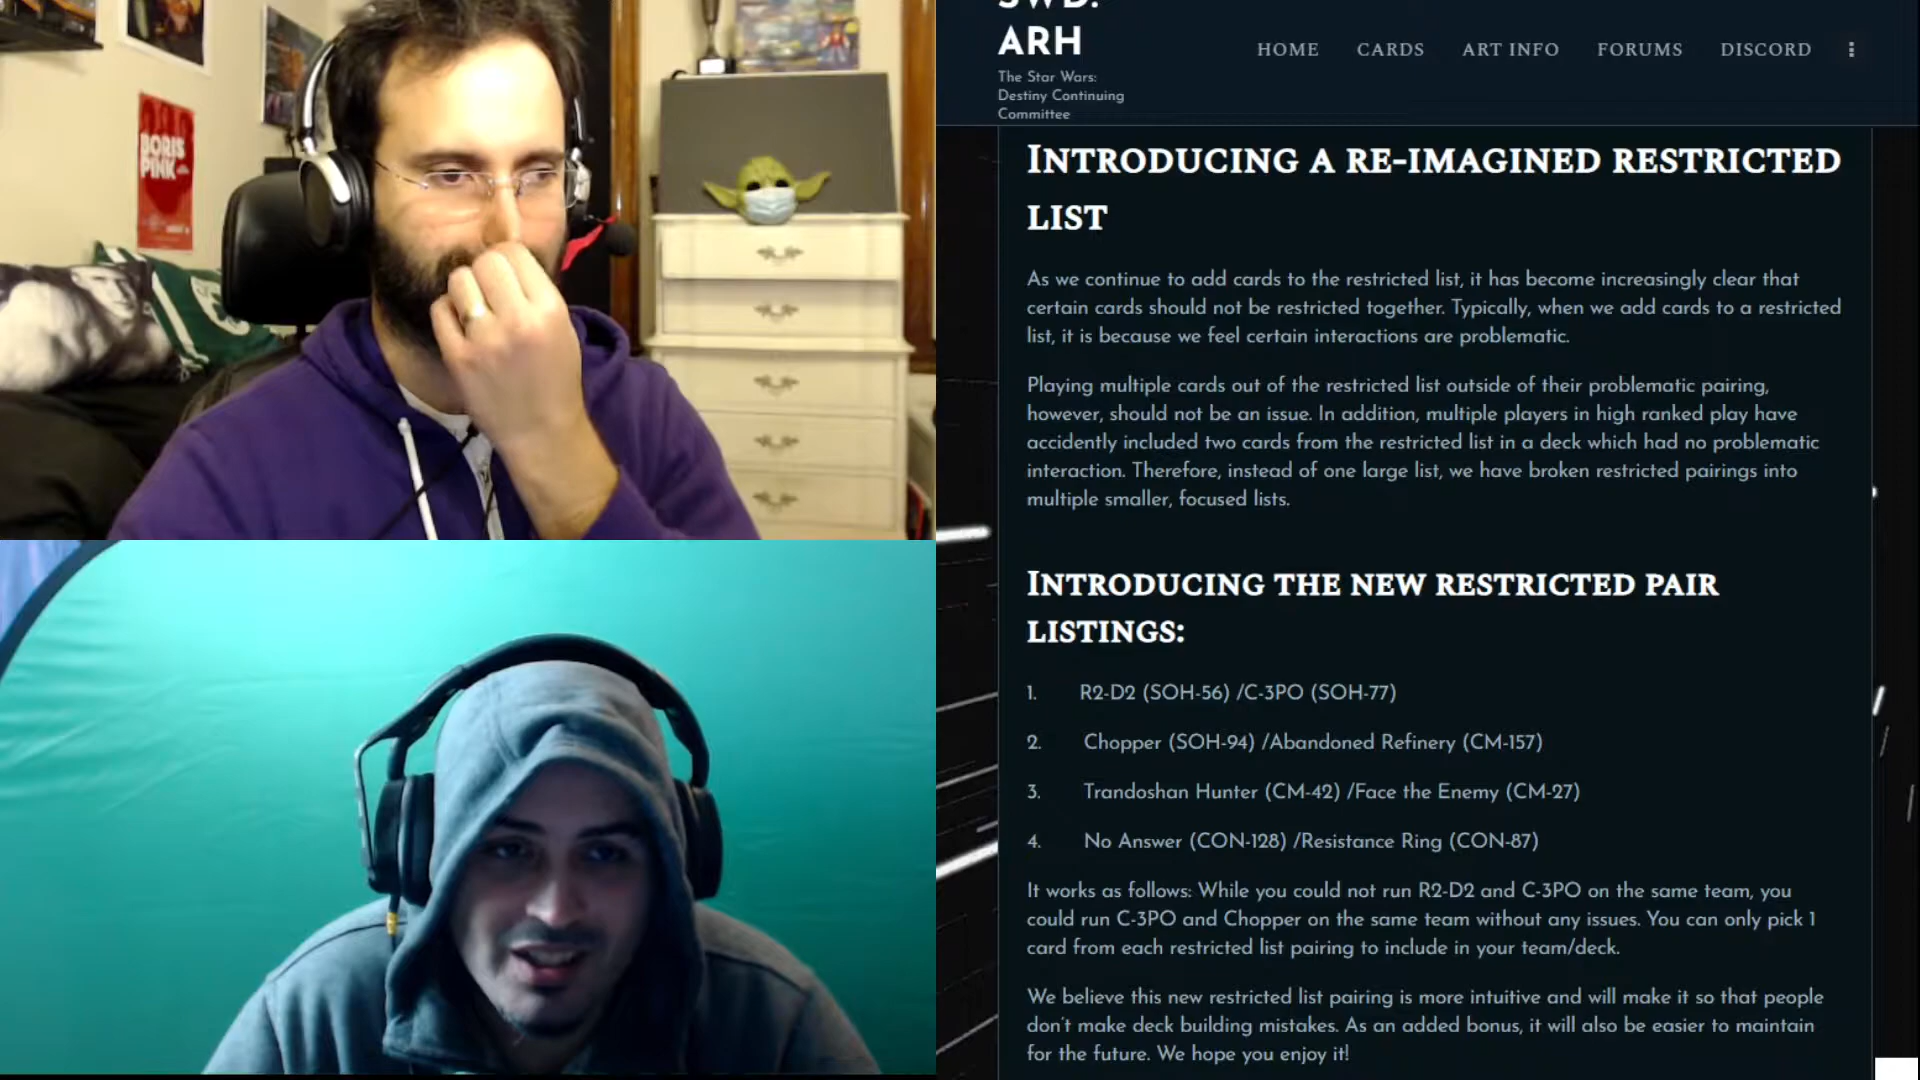 BORIS
PINK
SWD:
ARH
The Star Wars:
Destiny Continuing
Committee
HOME CARDS ART INFO FORUMS DISCORD
Introducing a re-imagined restricted
list
As we continue to add cards to the restricted list, it has become increasingly clear that
certain cards should not be restricted together. Typically, when we add cards to a restricted
list, it is because we feel certain interactions are problematic.
Playing multiple cards out of the restricted list outside of their problematic pairing,
however, should not be an issue. In addition, multiple players in high ranked play have
accidently included two cards from the restricted list in a deck which had no problematic
interaction. Therefore, instead of one large list, we have broken restricted pairings into
multiple smaller, focused lists.
Introducing the new restricted pair
listings:
1. R2-D2 (SOH-56) /C-3PO (SOH-77)
2. Chopper (SOH-94) /Abandoned Refinery (CM-157)
3. Trandoshan Hunter (CM-42) /Face the Enemy (CM-27)
4. No Answer (CON-128) /Resistance Ring (CON-87)
It works as follows: While you could not run R2-D2 and C-3PO on the same team, you
could run C-3PO and Chopper on the same team without any issues. You can only pick 1
card from each restricted list pairing to include in your team/deck.
We believe this new restricted list pairing is more intuitive and will make it so that people
don't make deck building mistakes. As an added bonus, it will also be easier to maintain
for the future. We hope you enjoy it!